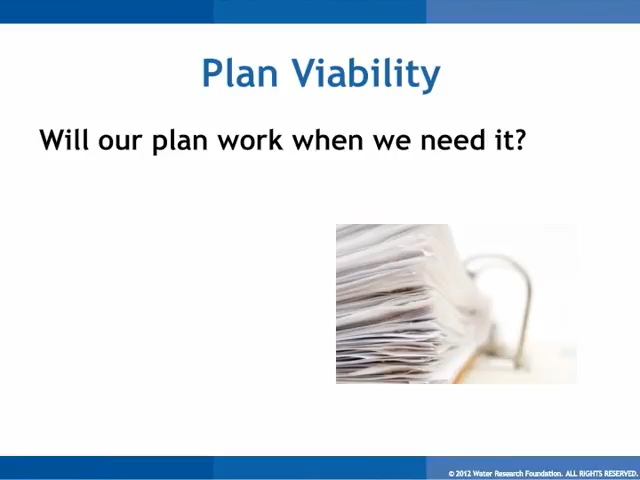 Plan Viability
Will our plan work when we need it?
© 2012 Water Research Foundation. ALL RIGHTS RESERVED.